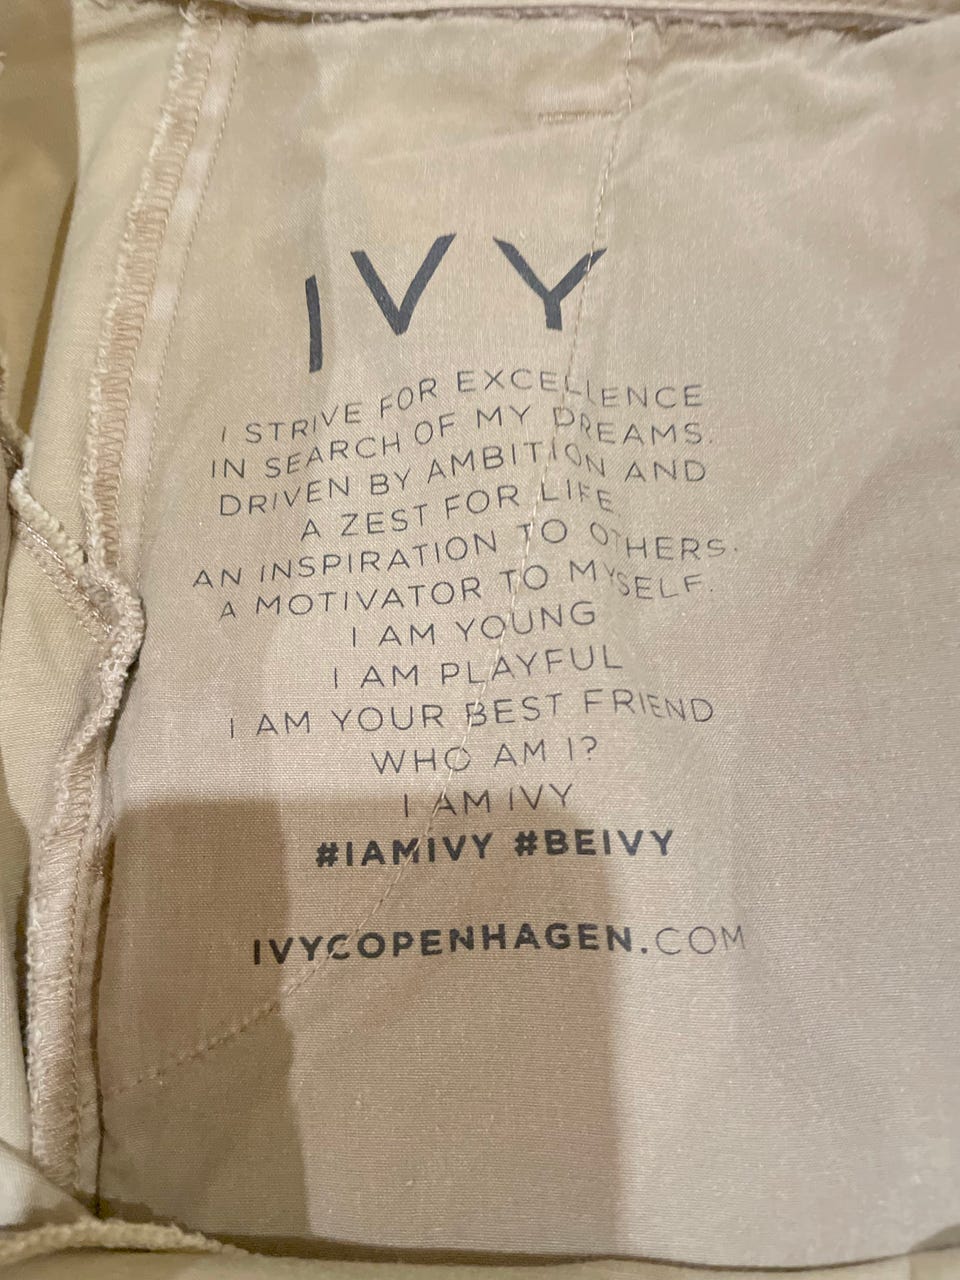 IVY
I STRIVE FOR EXCELLENCE
IN SEARCH OF MY DREAMS.
DRIVEN BY AMBITION AND
A ZEST FOR LIFE.
AN INSPIRATION TO OTHERS.
A MOTIVATOR TO MYSELF.
I AM YOUNG
I AM PLAYFUL
I AM YOUR BEST FRIEND
WHO AM I?
I AM IVY
#IAMIVY #BEIVY
IVYCOPENHAGEN.COM